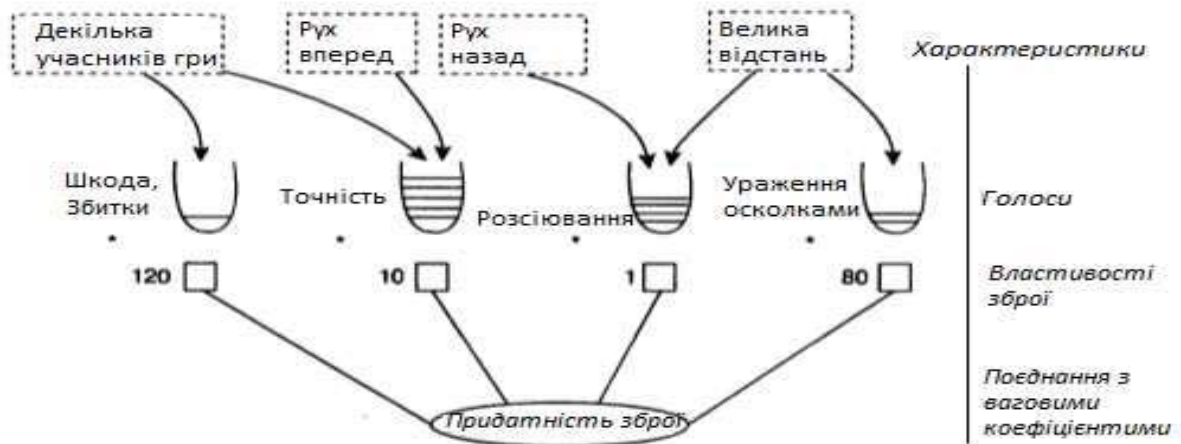 Декілька
учасників гри
Рух
вперед
Рух
назад
Велика
відстань
Характеристики
Шкода,
Збитки
Точність
Розсіювання
Ураження
осколками
Голоси
*
*
*
*
120
10
1
80
Властивості
зброї
Придатність зброї
Поєднання з
ваговими
коефіцієнтими